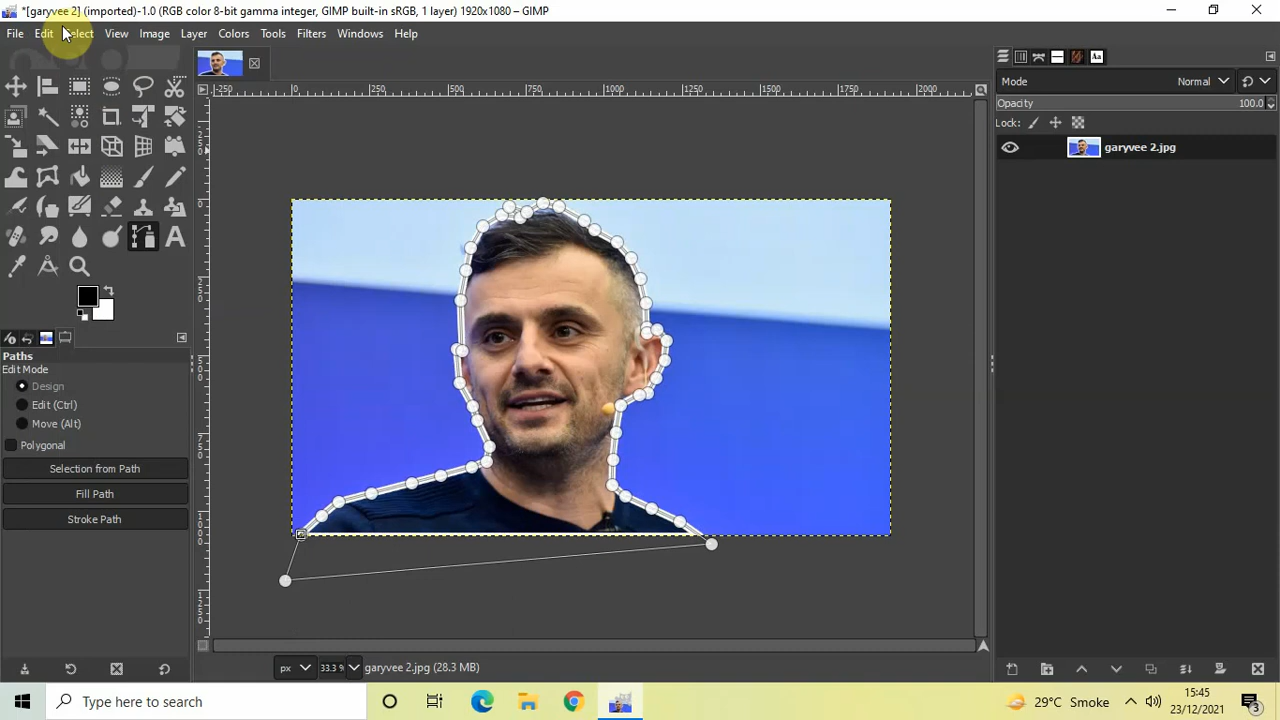 *[garyvee 2] (imported)-1.0 (RGB color 8-bit gamma integer, GIMP built-in sRGB, 1 layer) 1920x1080 – GIMP
File Edit Select View Image Layer Colors Tools Filters Windows Help
-250 0 250 500 750 1000 1250 1500 1750 2000
Mode Normal
Opacity 100.0
Lock:
garyvee 2.jpg
Paths
Edit Mode
Design
Edit (Ctrl)
Move (Alt)
Polygonal
Selection from Path
Fill Path
Stroke Path
px 33.3 % garyvee 2.jpg (28.3 MB)
Type here to search
29°C Smoke
15:45
23/12/2021
3